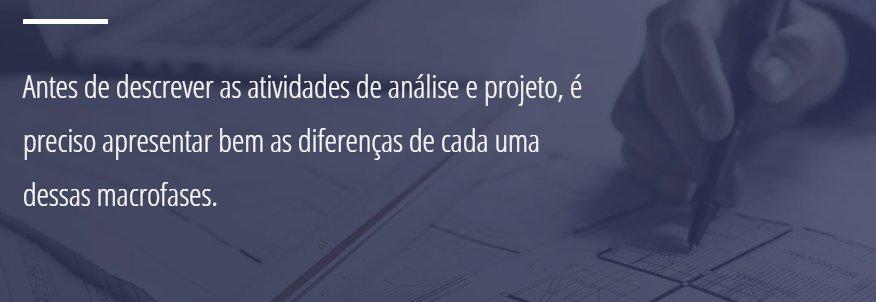 Antes de descrever as atividades de análise e projeto, é
preciso apresentar bem as diferenças de cada uma
dessas macrofases.